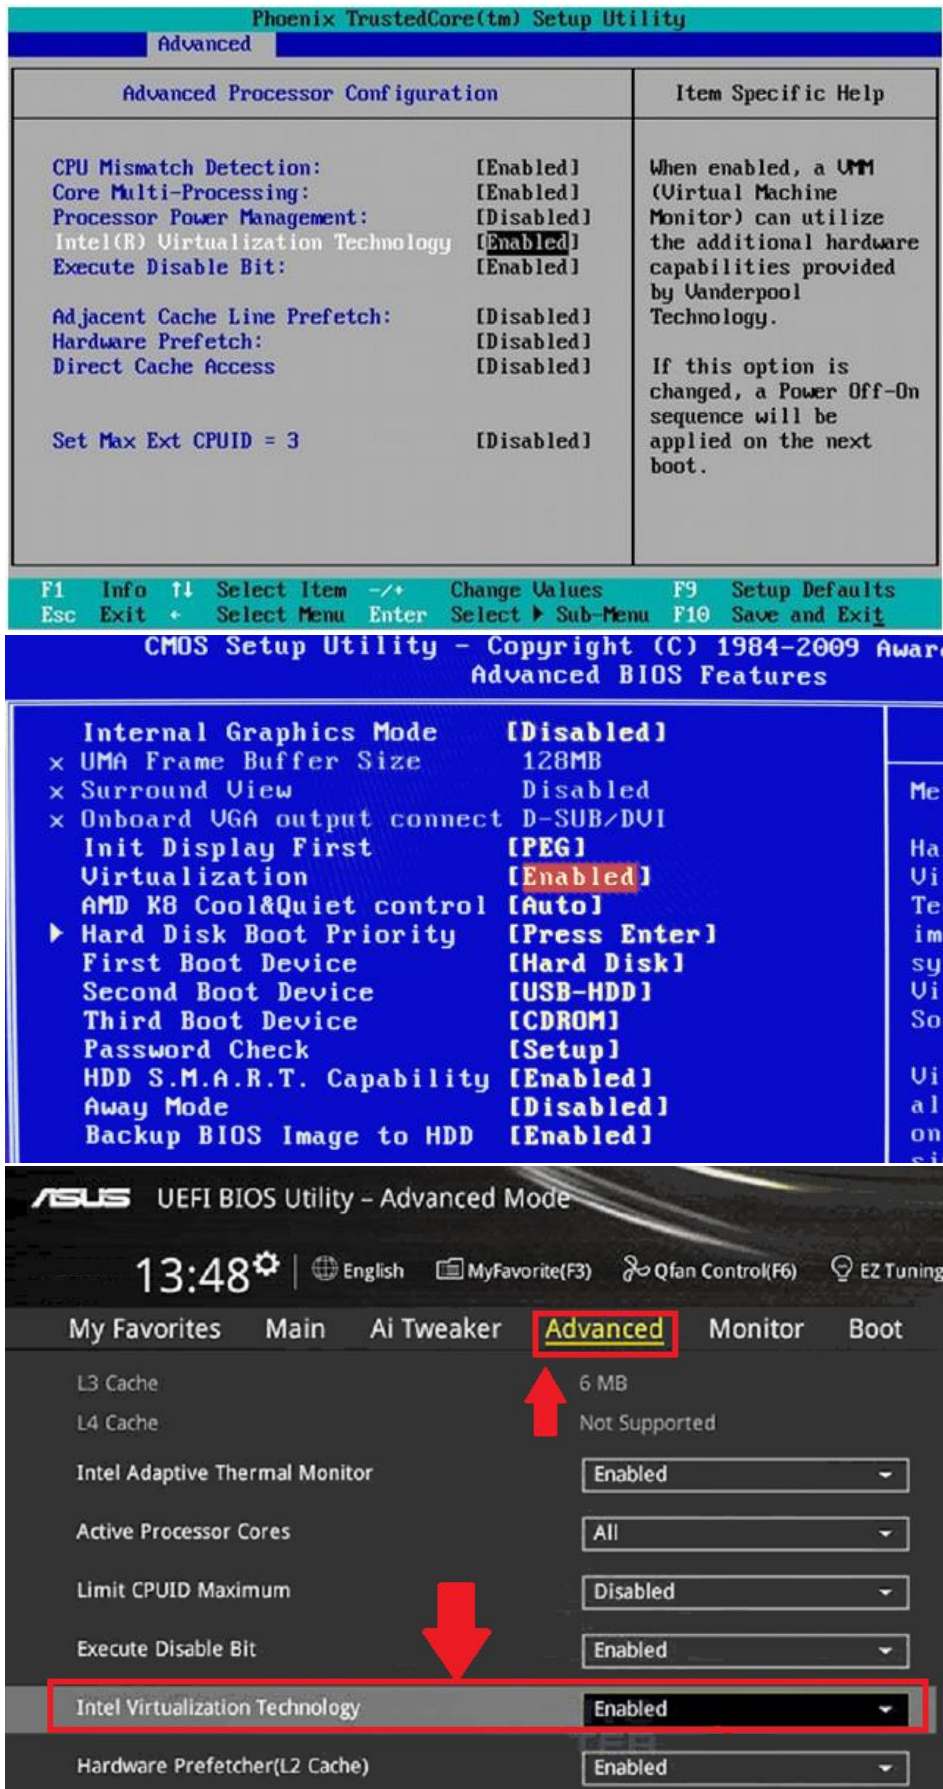 Phoenix TrustedCore(tm) Setup Utility
Advanced
Advanced Processor Configuration
Item Specific Help
CPU Mismatch Detection: [Enabled]
Core Multi-Processing: [Enabled]
Processor Power Management: [Disabled]
Intel(R) Virtualization Technology [Enabled]
Execute Disable Bit: [Enabled]
Adjacent Cache Line Prefetch: [Disabled]
Hardware Prefetch: [Disabled]
Direct Cache Access [Disabled]
Set Max Ext CPUID = 3 [Disabled]
When enabled, a VMM
(Virtual Machine
Monitor) can utilize
the additional hardware
capabilities provided
by Vanderpool
Technology.
If this option is
changed, a Power Off-On
sequence will be
applied on the next
boot.
F1 Info ↑↓ Select Item -/+ Change Values F9 Setup Defaults
Esc Exit ← Select Menu Enter Select ▶ Sub-Menu F10 Save and Exit
CMOS Setup Utility - Copyright (C) 1984-2009 Awar
Advanced BIOS Features
Internal Graphics Mode [Disabled]
x UMA Frame Buffer Size 128MB
x Surround View Disabled
x Onboard VGA output connect D-SUB/DVI
Init Display First [PEG]
Virtualization [Enabled]
AMD K8 Cool&Quiet control [Auto]
▶ Hard Disk Boot Priority [Press Enter]
First Boot Device [Hard Disk]
Second Boot Device [USB-HDD]
Third Boot Device [CDROM]
Password Check [Setup]
HDD S.M.A.R.T. Capability [Enabled]
Away Mode [Disabled]
Backup BIOS Image to HDD [Enabled]
Me
Ha
Vi
Te
im
sy
Vi
So
Vi
al
on
ASUS UEFI BIOS Utility – Advanced Mode
13:48 English MyFavorite(F3) Qfan Control(F6) EZ Tuning
My Favorites Main Ai Tweaker Advanced Monitor Boot
L3 Cache 6 MB
L4 Cache Not Supported
Intel Adaptive Thermal Monitor Enabled
Active Processor Cores All
Limit CPUID Maximum Disabled
Execute Disable Bit Enabled
Intel Virtualization Technology Enabled
Hardware Prefetcher(L2 Cache) Enabled